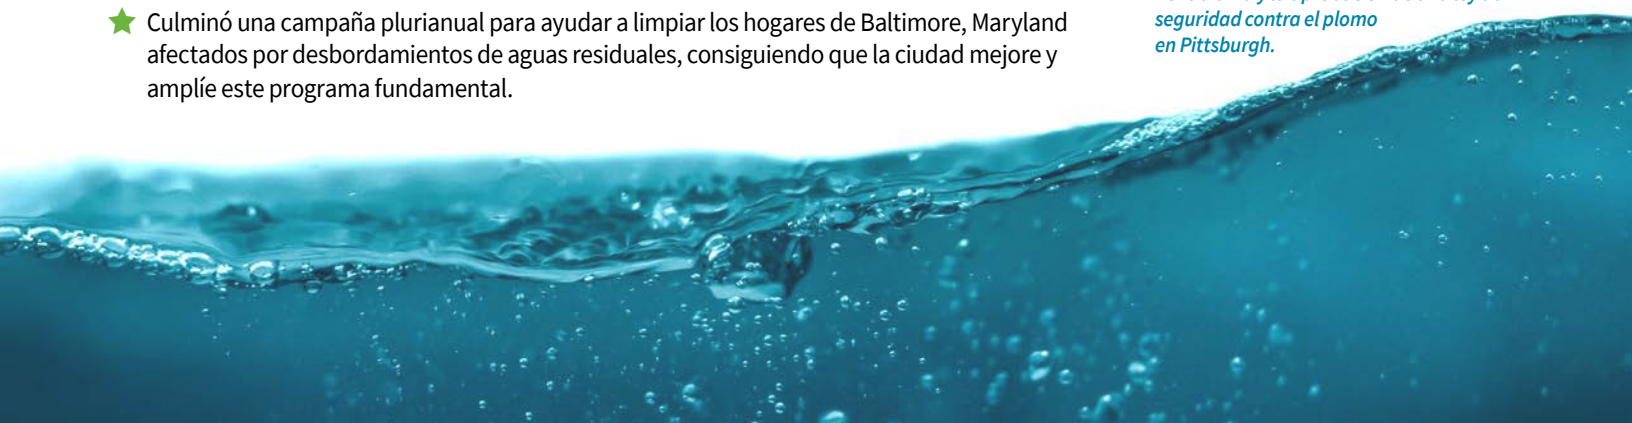 Culminó una campaña plurianual para ayudar a limpiar los hogares de Baltimore, Maryland
afectados por desbordamientos de aguas residuales, consiguiendo que la ciudad mejore y
amplíe este programa fundamental.
seguridad contra el plomo
en Pittsburgh.